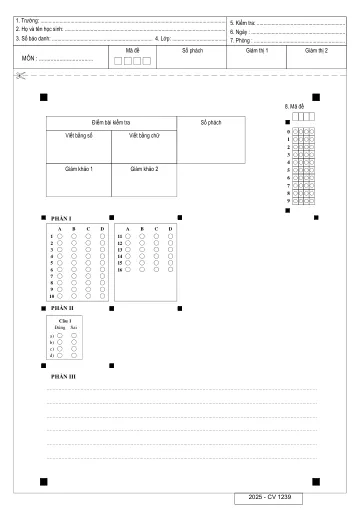 1. Trường: ........................................................................
2. Họ và tên học sinh: ........................................................
3. Số báo danh: .................................... 4. Lớp: ....................
5. Kiểm tra: ..............................................
6. Ngày : ..................................................
7. Phòng : ................................................
MÔN : ...............................
Mã đề
Số phách
Giám thị 1
Giám thị 2
Điểm bài kiểm tra
Số phách
Viết bằng số
Viết bằng chữ
Giám khảo 1
Giám khảo 2
8. Mã đề
0
1
2
3
4
5
6
7
8
9
PHẦN I
A B C D
1
2
3
4
5
6
7
8
9
10
A B C D
11
12
13
14
15
16
PHẦN II
Câu 1
Đúng Sai
a)
b)
c)
d)
PHẦN III
2025 - CV 1239